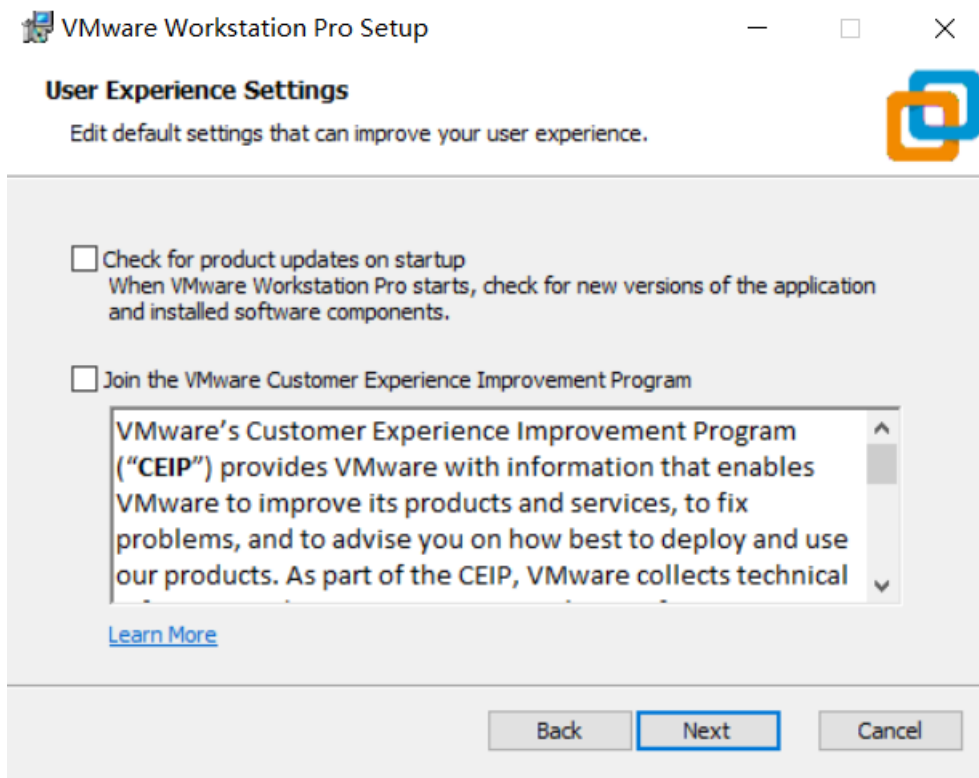 VMware Workstation Pro Setup
User Experience Settings
Edit default settings that can improve your user experience.
Check for product updates on startup
When VMware Workstation Pro starts, check for new versions of the application
and installed software components.
Join the VMware Customer Experience Improvement Program
VMware's Customer Experience Improvement Program
("CEIP") provides VMware with information that enables
VMware to improve its products and services, to fix
problems, and to advise you on how best to deploy and use
our products. As part of the CEIP, VMware collects technical
Learn More
Back
Next
Cancel